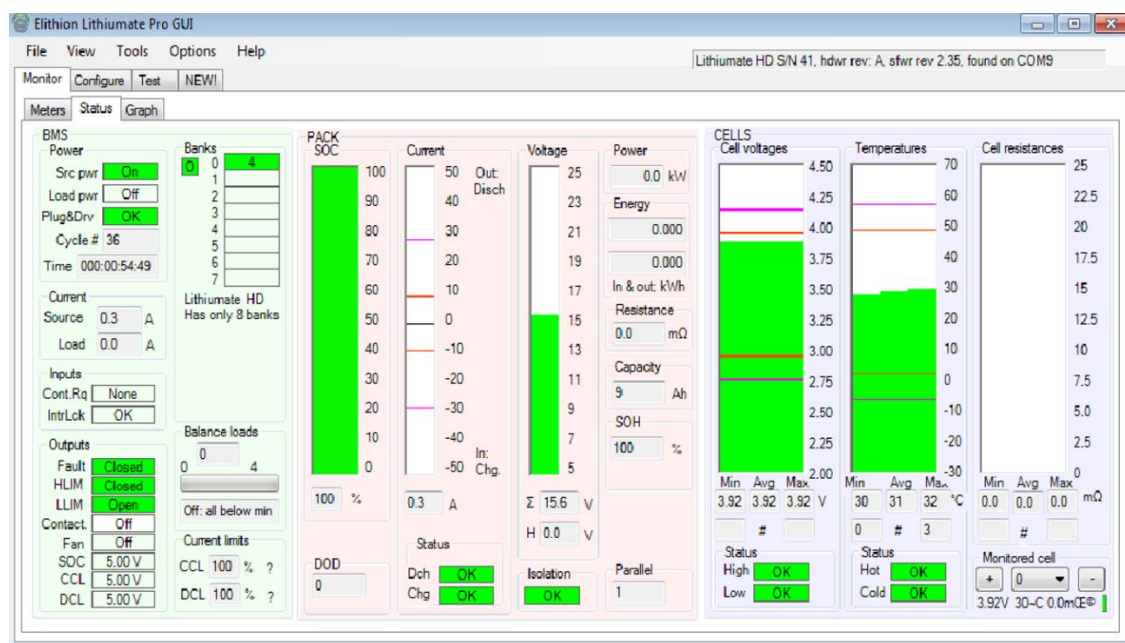 Elithion Lithiumate Pro GUI
File View Tools Options Help
Lithiumate HD S/N 41, hdwr rev: A, sfwr rev 2.35, found on COM9
Monitor Configure Test NEW!
Meters Status Graph
BMS
Power
Src pwr On
Load pwr Off
Plug&Drv OK
Cycle # 36
Time 000:00:54:49
Current
Source 0.3 A
Load 0.0 A
Inputs
Cont.Rq None
IntrLck OK
Outputs
Fault Closed
HLIM Closed
LLIM Open
Contact. Off
Fan Off
SOC 5.00 V
CCL 5.00 V
DCL 5.00 V
Banks
0 0 4
1
2
3
4
5
6
7
Lithiumate HD
Has only 8 banks
Balance loads
0
0 4
Off: all below min
Current limits
CCL 100 % ?
DCL 100 % ?
PACK
SOC
100
90
80
70
60
50
40
30
20
10
0
100 %
DOD
0
Current
50 Out:
Disch
40
30
20
10
0
-10
-20
-30
-40
In:
-50 Chg.
0.3 A
Status
Dch OK
Chg OK
Voltage
25
23
21
19
17
15
13
11
9
7
5
Σ 15.6 V
H 0.0 V
Isolation
OK
Power
0.0 kW
Energy
0.000
0.000
In & out; kWh
Resistance
0.0 mΩ
Capacity
9 Ah
SOH
100 %
Parallel
1
CELLS
Cell voltages
4.50
4.25
4.00
3.75
3.50
3.25
3.00
2.75
2.50
2.25
2.00
Min Avg Max
3.92 3.92 3.92 V
#
Status
High OK
Low OK
Temperatures
70
60
50
40
30
20
10
0
-10
-20
-30
Min Avg Max
30 31 32 °C
0 # 3
Status
Hot OK
Cold OK
Cell resistances
25
22.5
20
17.5
15
12.5
10
7.5
5.0
2.5
0
Min Avg Max
0.0 0.0 0.0 mΩ
#
Monitored cell
+ 0 -
3.92V 30~C 0.0mŒ©